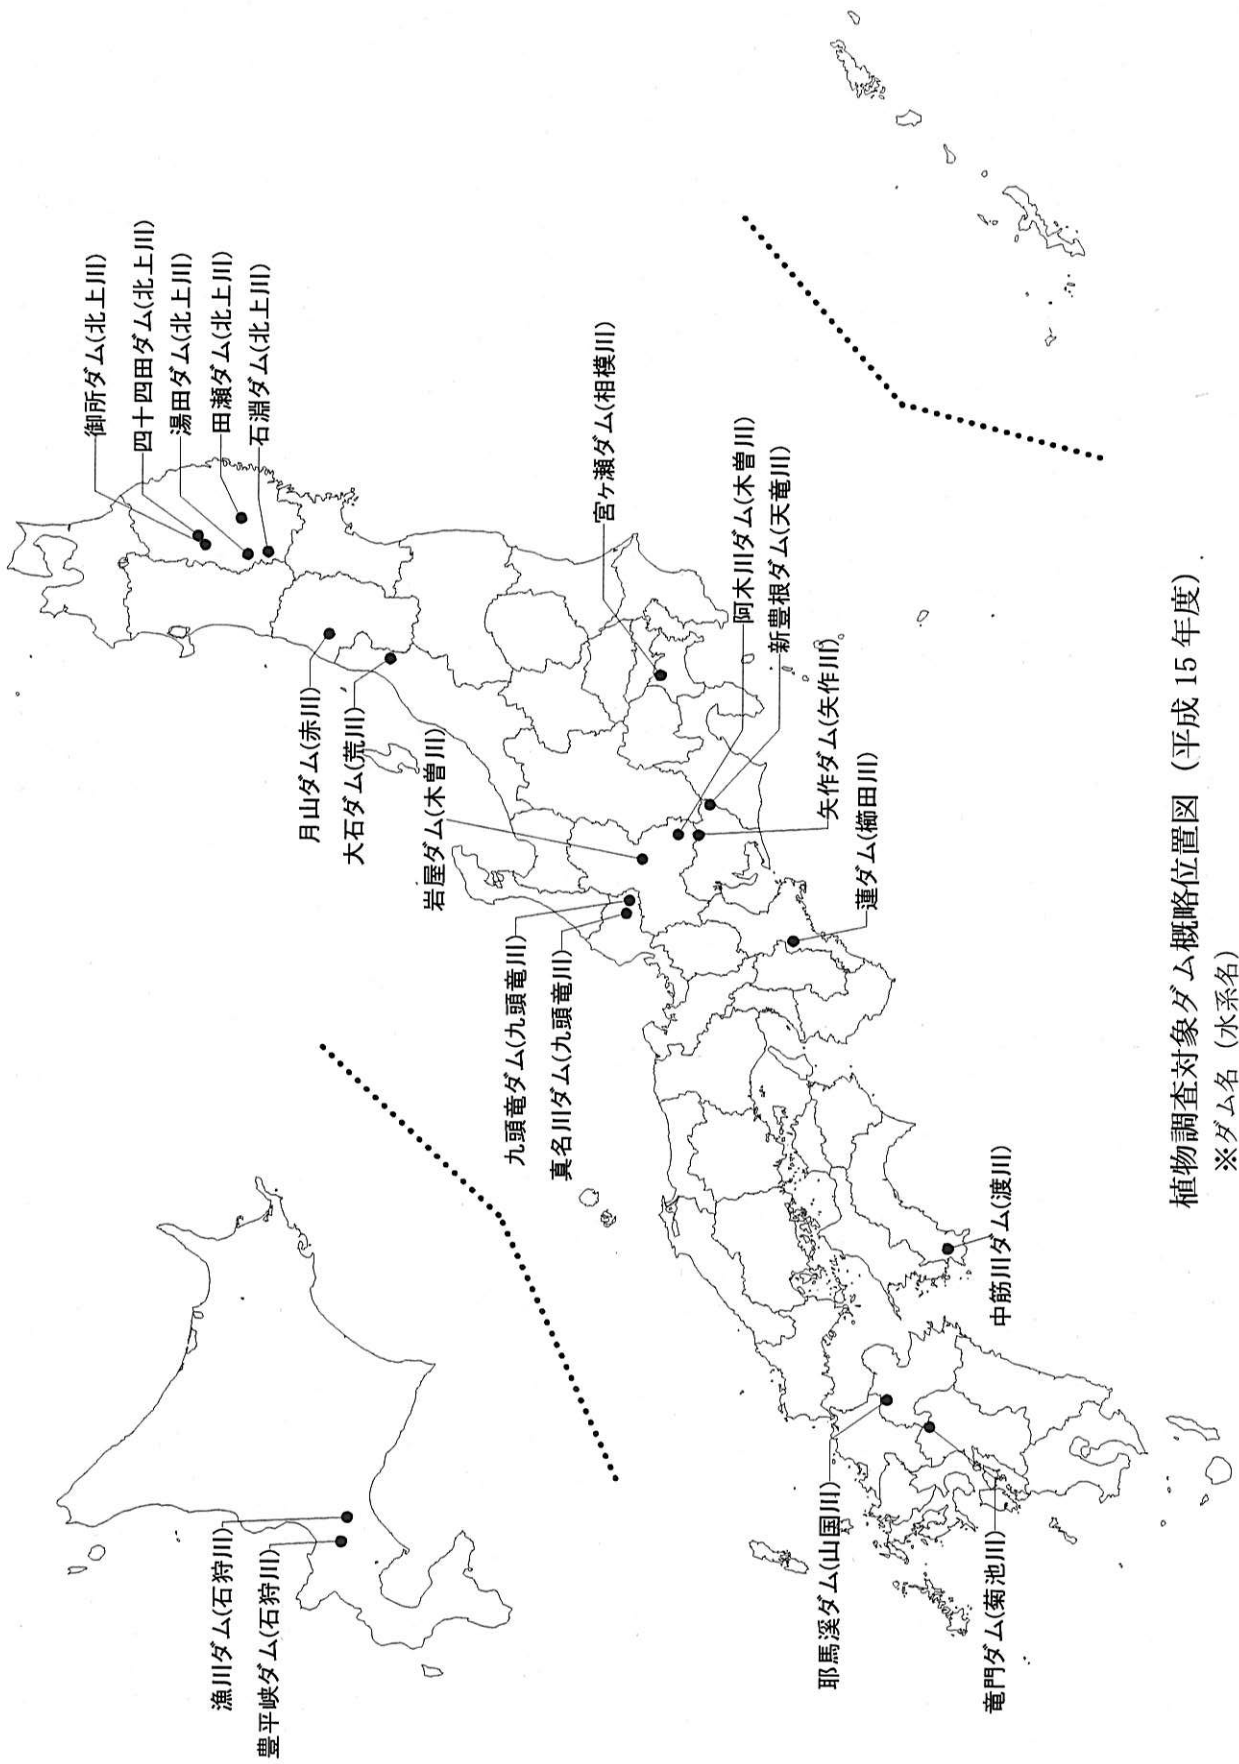 漁川ダム(石狩川)
豊平峡ダム(石狩川)
御所ダム(北上川)
四十四田ダム(北上川)
湯田ダム(北上川)
田瀬ダム(北上川)
石淵ダム(北上川)
月山ダム(赤川)
大石ダム(荒川)
岩屋ダム(木曽川)
九頭竜ダム(九頭竜川)
真名川ダム(九頭竜川)
宮ヶ瀬ダム(相模川)
阿木川ダム(木曽川)
新豊根ダム(天竜川)
矢作ダム(矢作川)
蓮ダム(櫛田川)
中筋川ダム(渡川)
耶馬溪ダム(山国川)
竜門ダム(菊池川)
植物調査対象ダム概略位置図 (平成 15 年度)
※ダム名 (水系名)